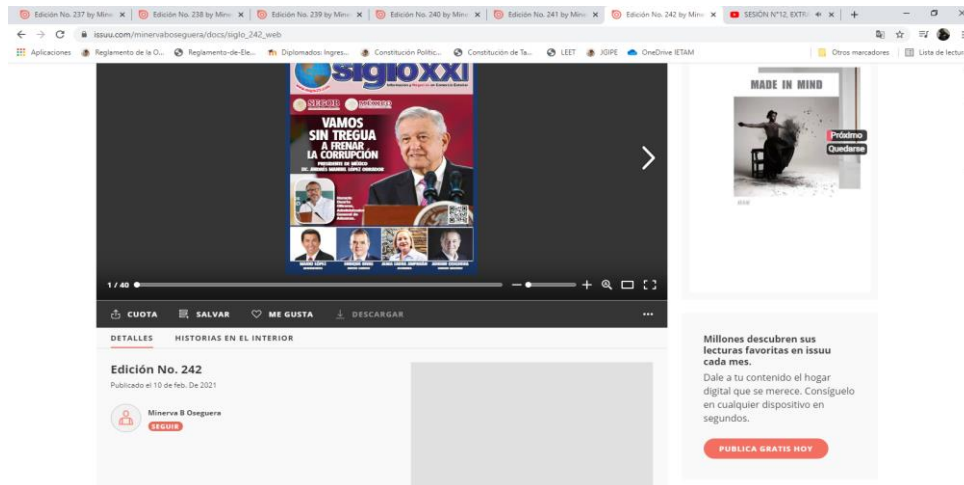 Edición No. 237 by Mine
Edición No. 238 by Mine
Edición No. 239 by Mine
Edición No. 240 by Mine
Edición No. 241 by Mine
Edición No. 242 by Mine
SESIÓN N°12, EXTR
issuu.com/minervaboseguera/docs/siglo_242_web
Aplicaciones
Reglamento de la O...
Reglamento-de-Ele...
Diplomados: Ingres...
Constitución Polític...
Constitución de Ta...
LEET
JGIPE
OneDrive IETAM
Otros marcadores
Lista de lectur
siglo XXI
SEGOB
VAMOS
SIN TREGUA
A FRENAR
LA CORRUPCIÓN
PRESIDENTE DE MÉXICO
LIC. ANDRÉS MANUEL LÓPEZ OBRADOR
MADE IN MIND
Próximo
Quedarse
1 / 40
CUOTA
SALVAR
ME GUSTA
DESCARGAR
DETALLES
HISTORIAS EN EL INTERIOR
Edición No. 242
Publicado el 10 de feb. De 2021
Minerva B Oseguera
SEGUIR
Millones descubren sus
lecturas favoritas en issuu
cada mes.
Dale a tu contenido el hogar
digital que se merece. Consíguelo
en cualquier dispositivo en
segundos.
PUBLICA GRATIS HOY